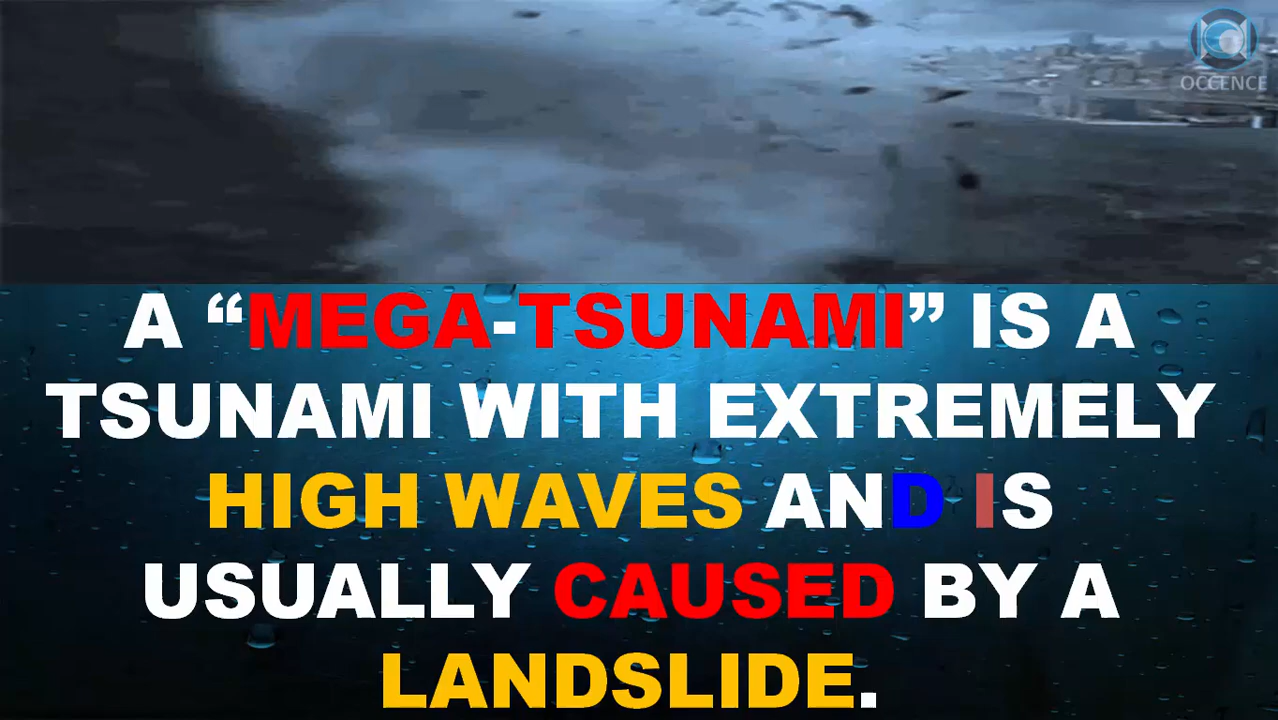 OCCENCE
A “MEGA-TSUNAMI” IS A
TSUNAMI WITH EXTREMELY
HIGH WAVES AND IS
USUALLY CAUSED BY A
LANDSLIDE.